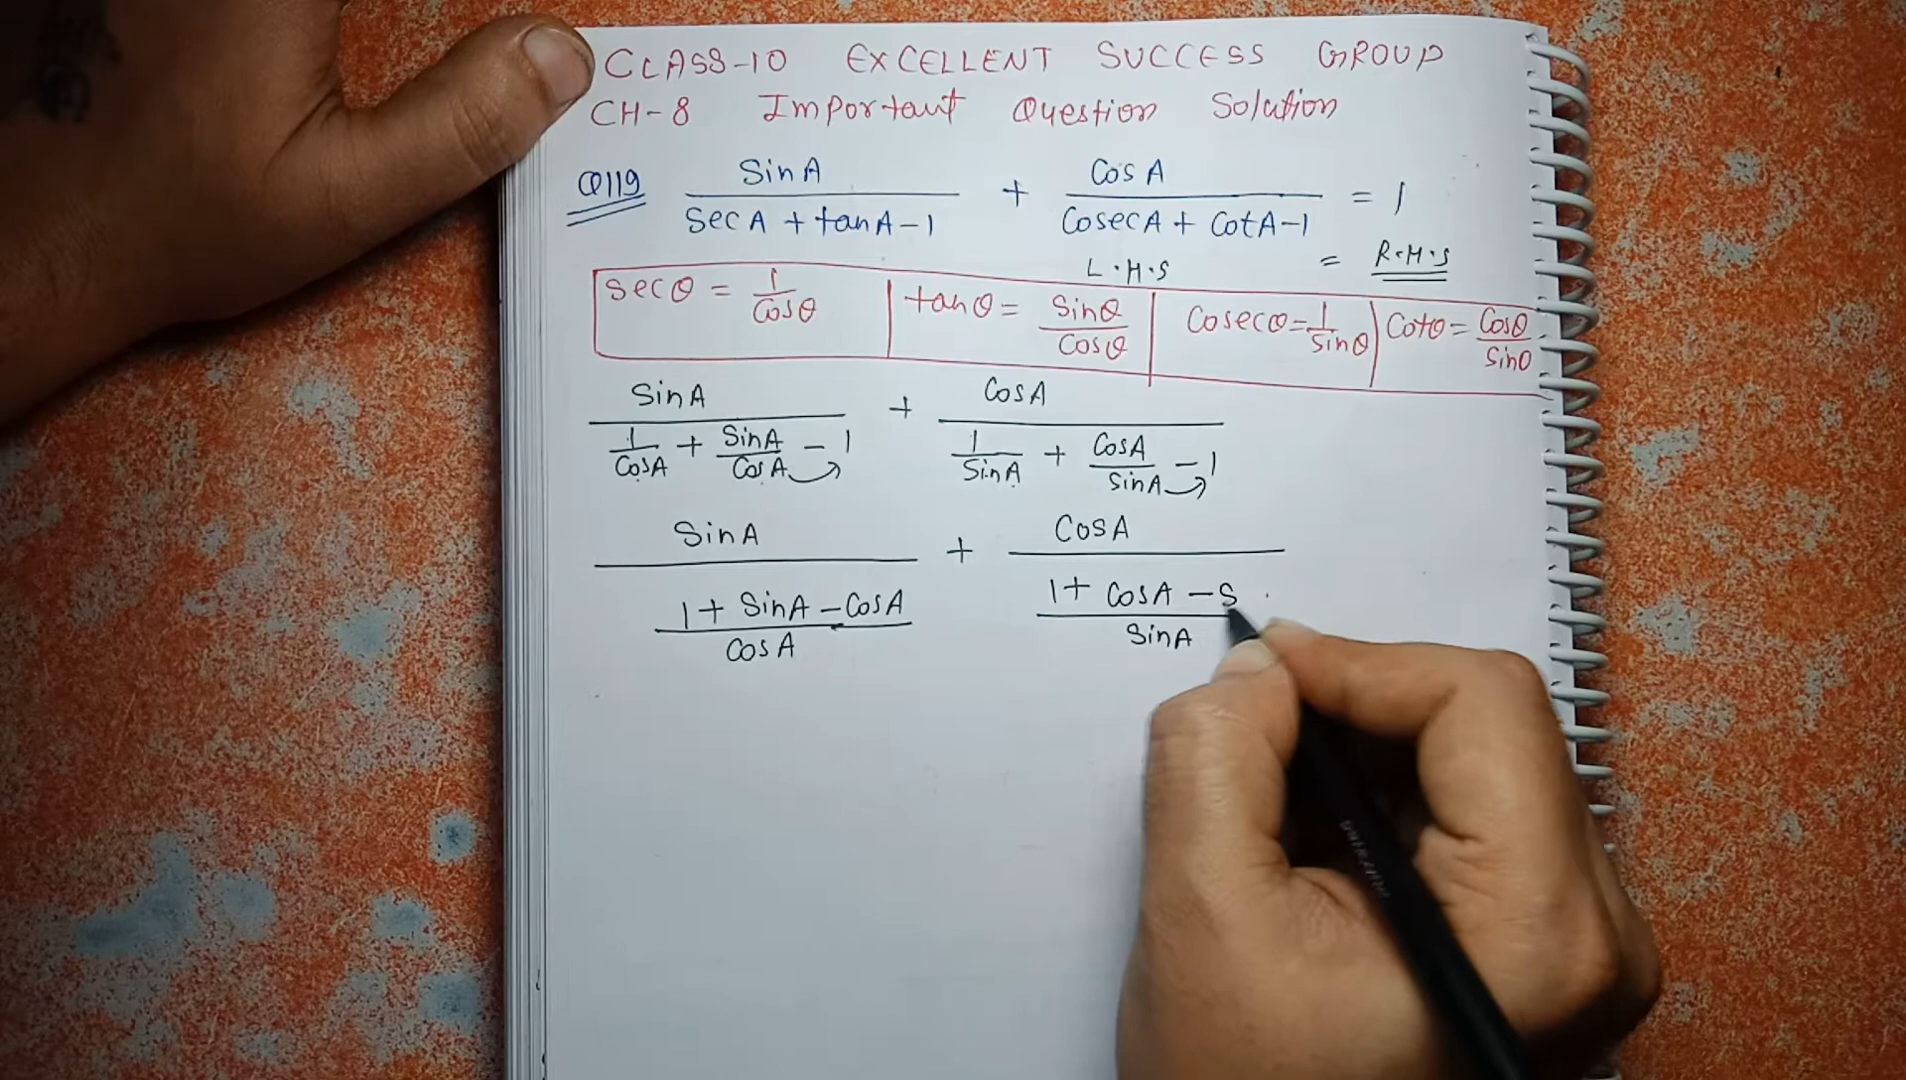 CLASS-10 EXCELLENT SUCCESS GROUP
CH-8 Important Question Solution
Q119 SinA / SecA + tanA-1 + CosA / CosecA + CotA-1 = 1
L.H.S = R.H.S
secθ = 1/Cosθ | tanθ = Sinθ/Cosθ | Cosecθ = 1/Sinθ | Cotθ = Cosθ/Sinθ
SinA / 1/CosA + SinA/CosA - 1 + CosA / 1/SinA + CosA/SinA - 1
SinA / 1 + SinA - CosA / CosA + CosA / 1 + CosA - S / SinA